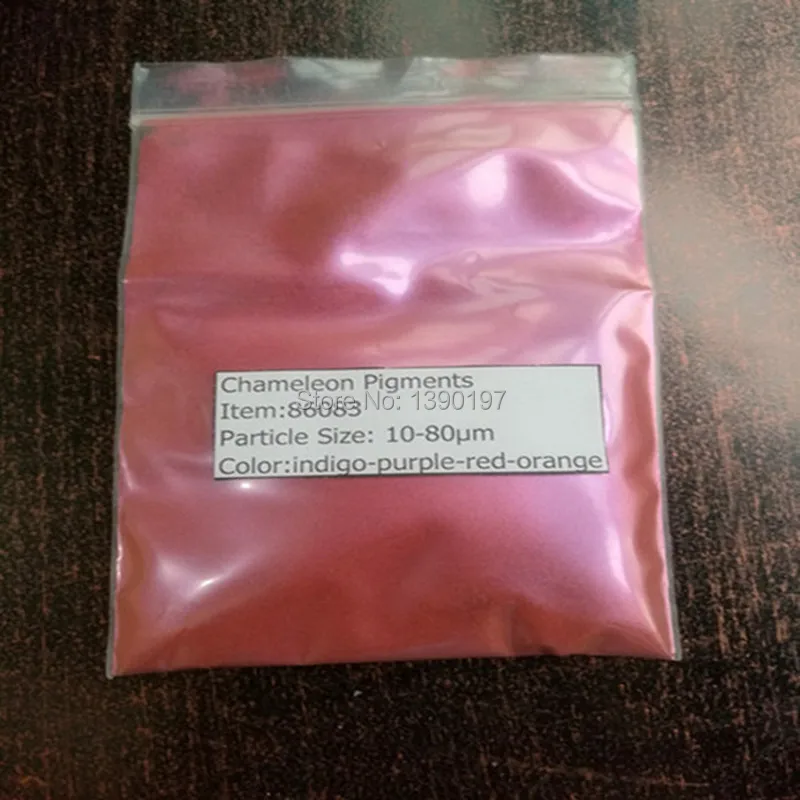 Chameleon Pigments
Store No: 1390197
Item:86083
Particle Size: 10-80µm
Color:indigo-purple-red-orange